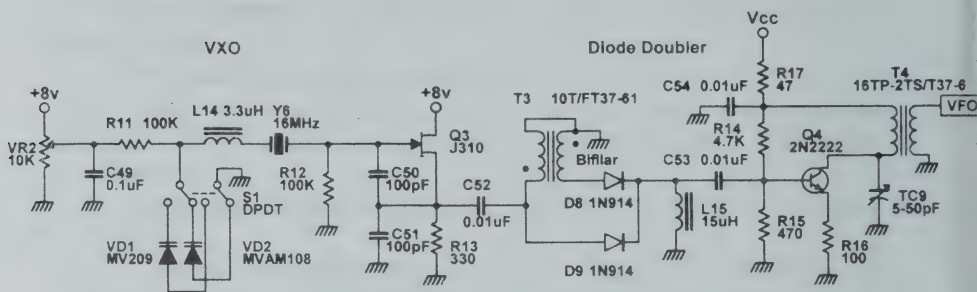 VXO
Diode Doubler
Vcc
+8v
VR2
10K
R11 100K
C49
0.1uF
L14 3.3uH
Y6
16MHz
S1
DPDT
VD1
MV209
VD2
MVAM108
R12
100K
+8v
Q3
J310
C50
100pF
C51
100pF
C52
0.01uF
R13
330
T3
10T/FT37-61
Bifilar
D8 1N914
D9 1N914
L15
15uH
C54 0.01uF
C53
0.01uF
R17
47
R14
4.7K
R15
470
Q4
2N2222
R16
100
T4
16TP-2TS/T37-6
VFO
TC9
5-50pF